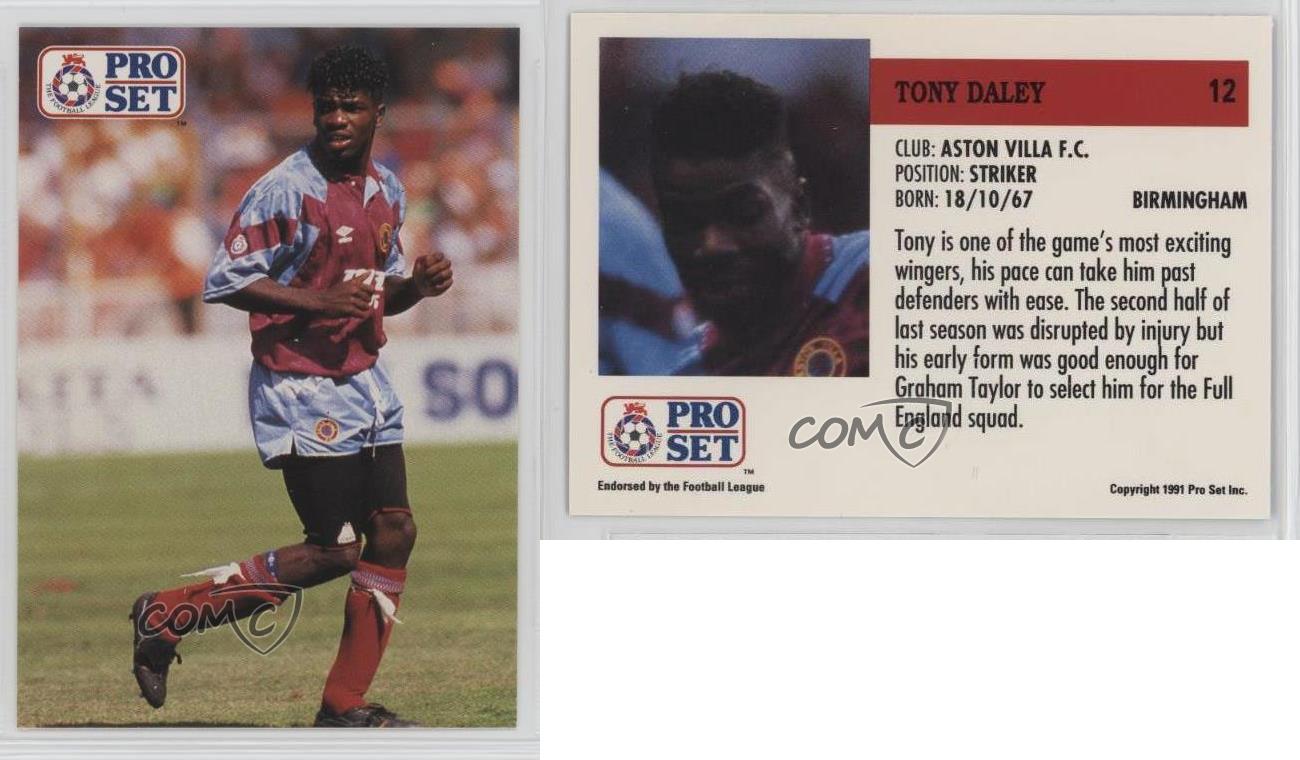 PRO
SET
THE FOOTBALL LEAGUE
TM
SO
COMC
TONY DALEY 12
CLUB: ASTON VILLA F.C.
POSITION: STRIKER
BORN: 18/10/67 BIRMINGHAM
Tony is one of the game's most exciting
wingers, his pace can take him past
defenders with ease. The second half of
last season was disrupted by injury but
his early form was good enough for
Graham Taylor to select him for the Full
England squad.
COMC
PRO
SET
THE FOOTBALL LEAGUE
TM
Endorsed by the Football League
Copyright 1991 Pro Set Inc.